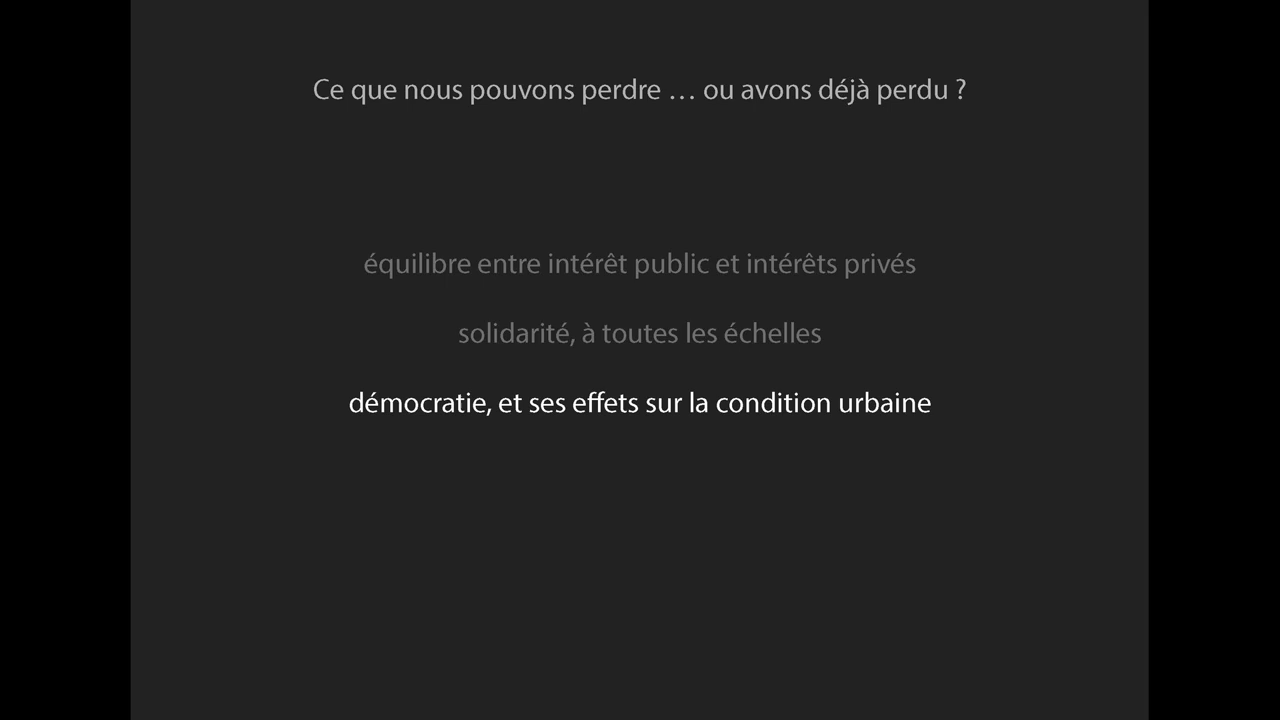 Ce que nous pouvons perdre … ou avons déjà perdu ?
équilibre entre intérêt public et intérêts privés
solidarité, à toutes les échelles
démocratie, et ses effets sur la condition urbaine